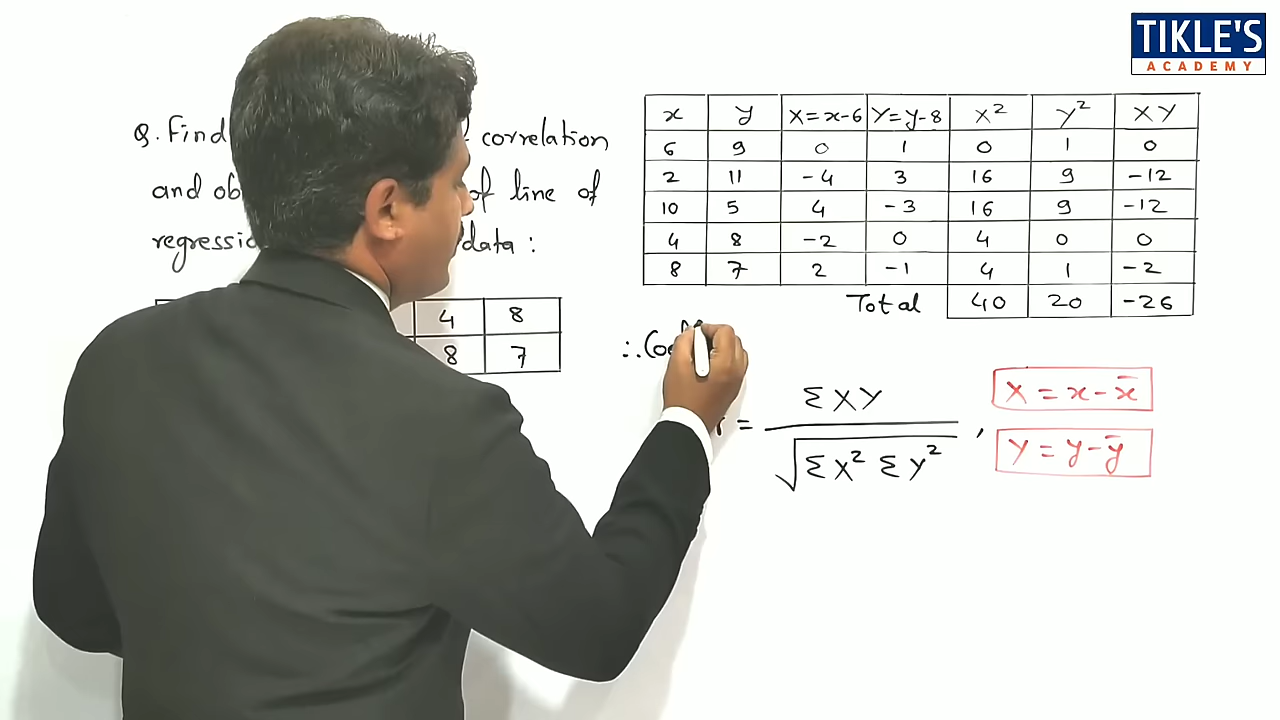 TIKLE'S
ACADEMY
Q. Find correlation
and of line of
data :
4 8
8 7
x y X=x-6 Y=y-8 X² Y² XY
6 9 0 1 0 1 0
2 11 -4 3 16 9 -12
10 5 4 -3 16 9 -12
4 8 -2 0 4 0 0
8 7 2 -1 4 1 -2
Total 40 20 -26
∴
= ΣXY / √ΣX² ΣY² ,
X = x - x̄
Y = y - ȳ